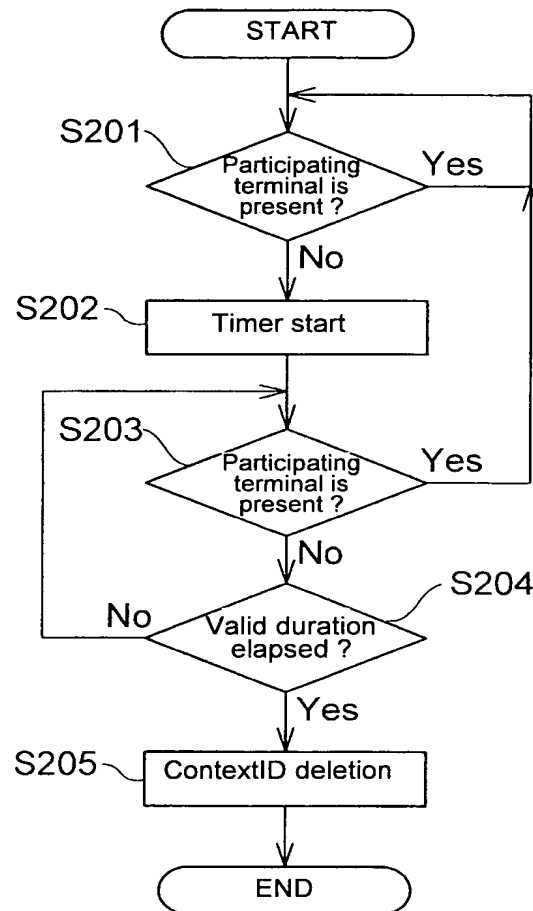 START
S201
Participating
terminal is
present ?
Yes
No
S202
Timer start
S203
Participating
terminal is
present ?
Yes
No
S204
No
Valid duration
elapsed ?
Yes
S205
ContextID deletion
END